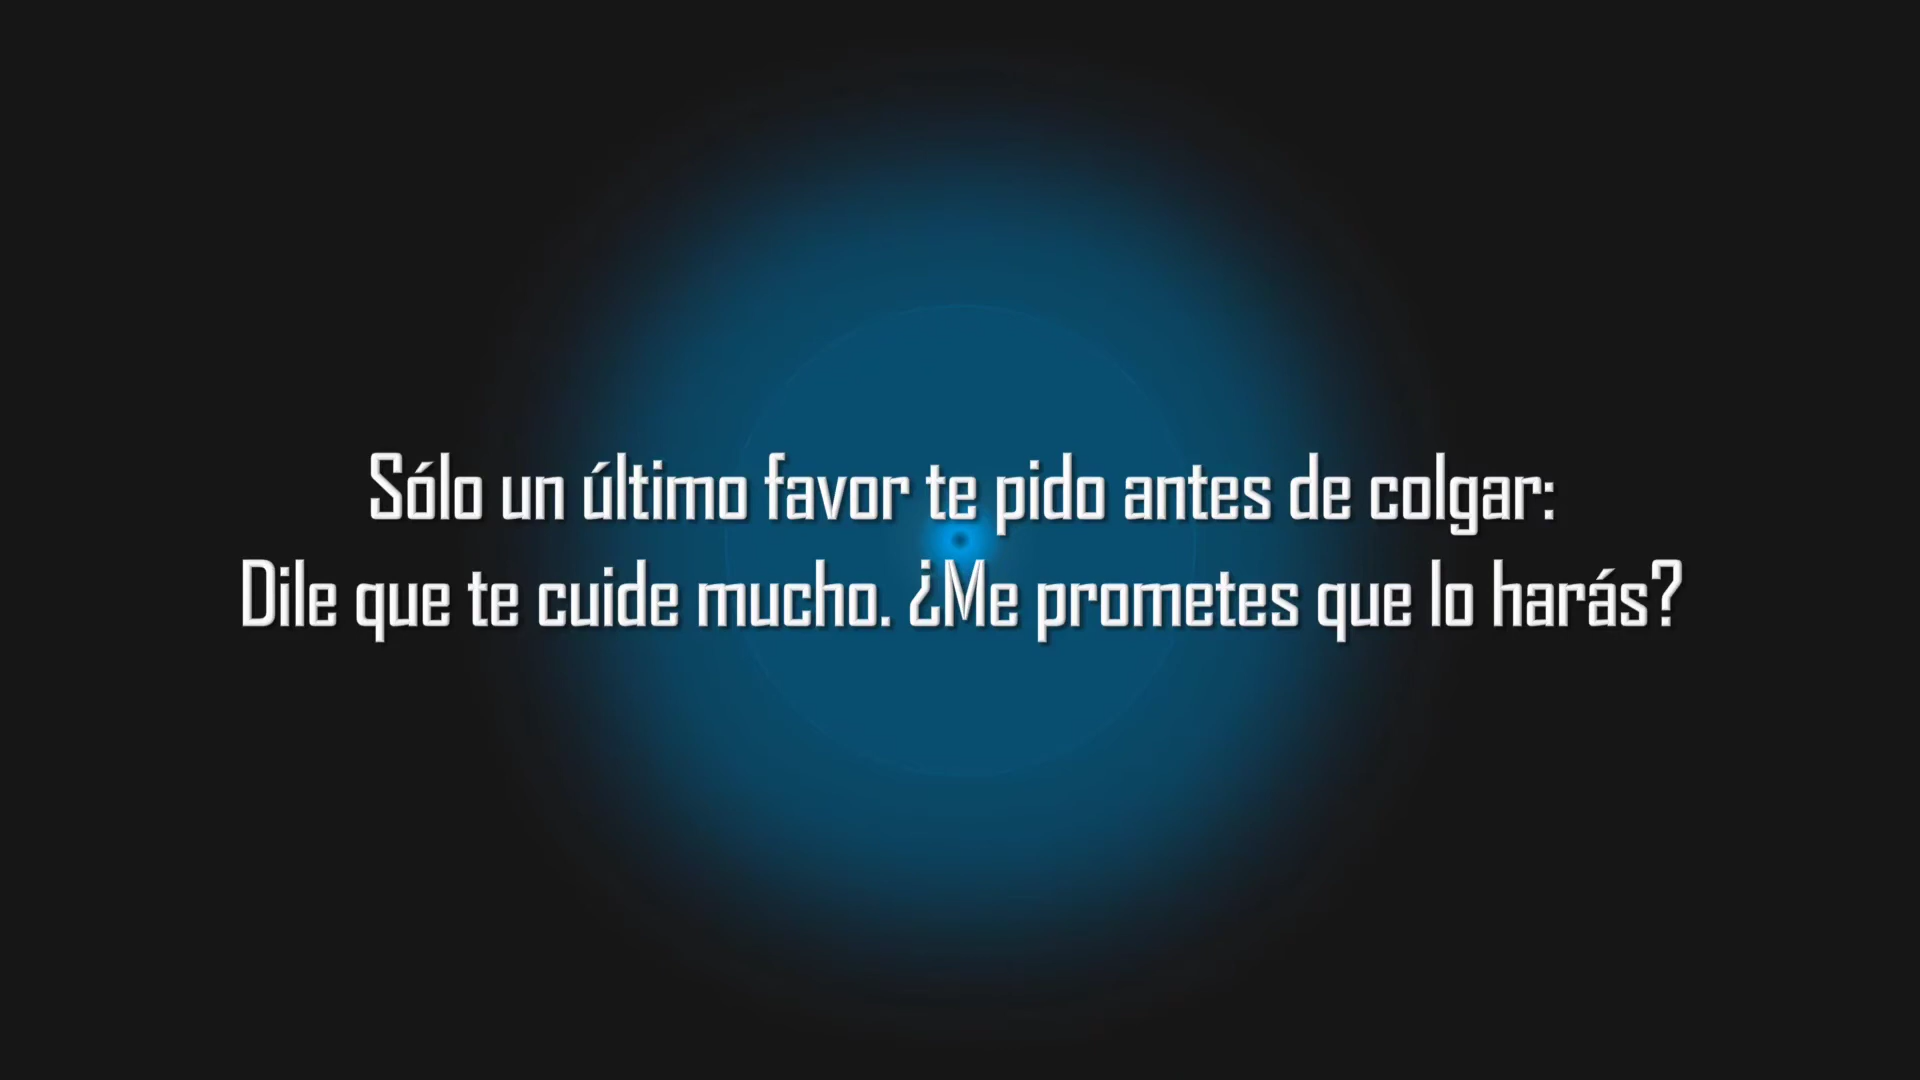 Sólo un último favor te pido antes de colgar:
Dile que te cuide mucho. ¿Me prometes que lo harás?